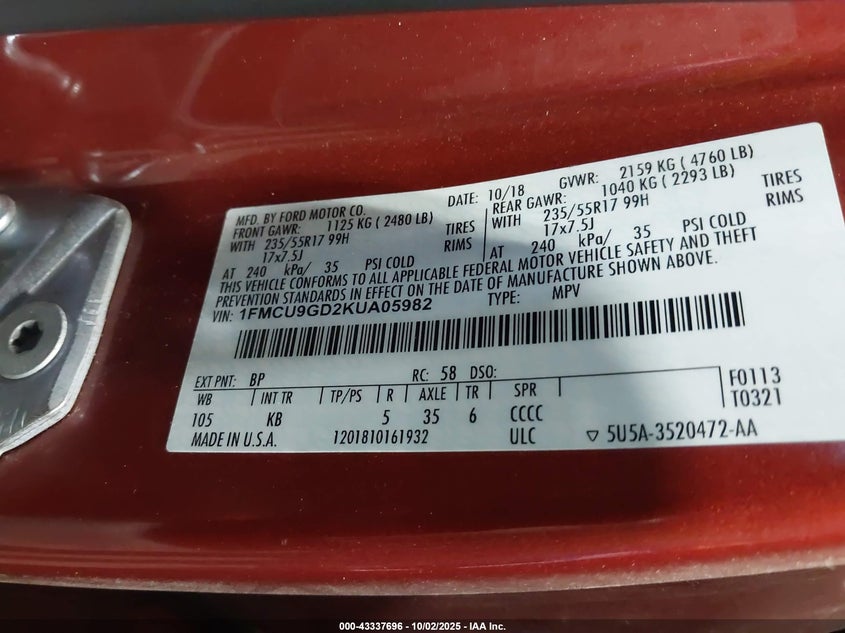 MFD. BY FORD MOTOR CO.
DATE: 10/18 GVWR: 2159 KG ( 4760 LB)
FRONT GAWR: 1125 KG ( 2480 LB) REAR GAWR: 1040 KG ( 2293 LB)
WITH 235/55R17 99H TIRES WITH 235/55R17 99H TIRES
17x7.5J RIMS 17x7.5J RIMS
AT 240 kPa/ 35 PSI COLD AT 240 kPa/ 35 PSI COLD
THIS VEHICLE CONFORMS TO ALL APPLICABLE FEDERAL MOTOR VEHICLE SAFETY AND THEFT
PREVENTION STANDARDS IN EFFECT ON THE DATE OF MANUFACTURE SHOWN ABOVE.
VIN: 1FMCU9GD2KUA05982 TYPE: MPV
EXT PNT: BP RC: 58 DSO:
WB INT TR TP/PS R AXLE TR SPR F0113
105 KB 5 35 6 CCCC T0321
MADE IN U.S.A. 1201810161932 ULC ▽ 5U5A-3520472-AA
000-43337696 - 10/02/2025 - IAA Inc.